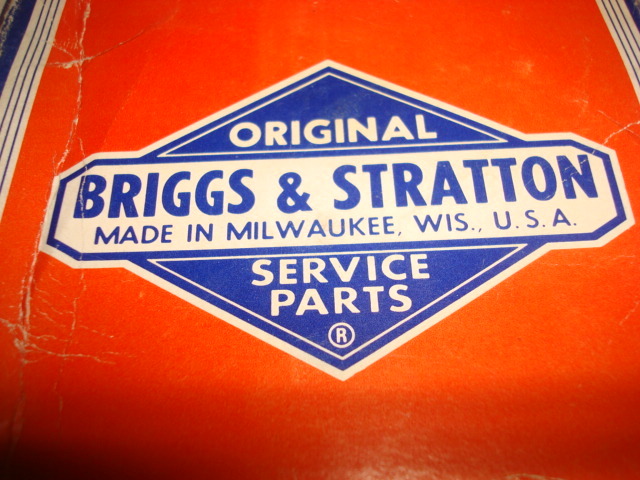 ORIGINAL
BRIGGS & STRATTON
MADE IN MILWAUKEE, WIS., U.S.A.
SERVICE
PARTS
®